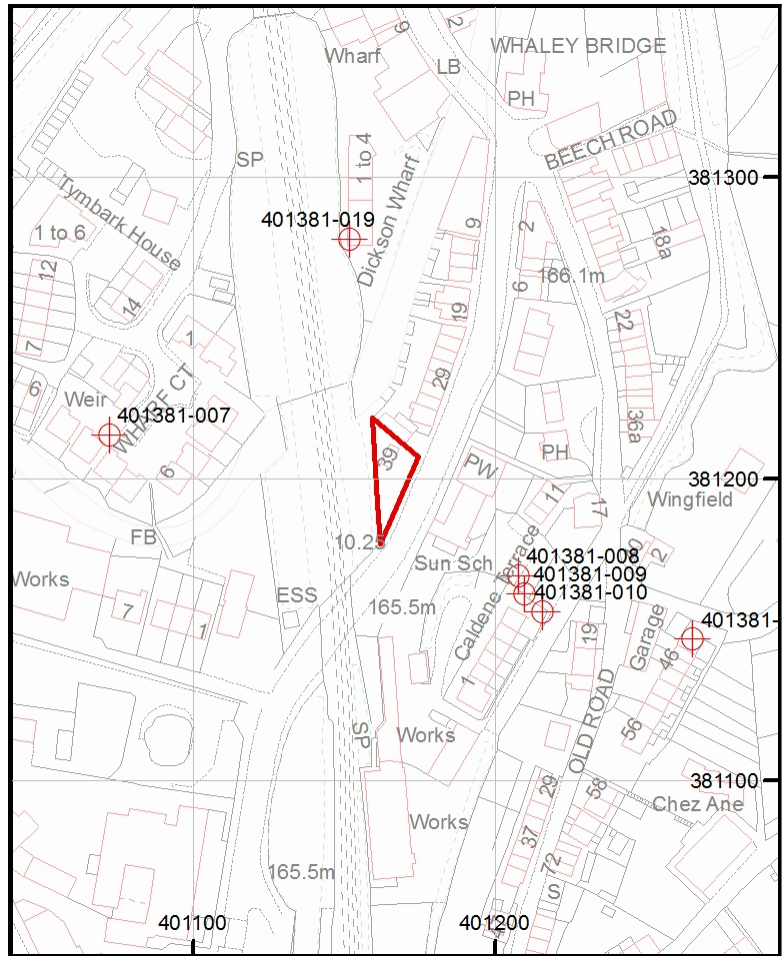 9
2
Wharf
WHALEY BRIDGE
LB
PH
BEECH ROAD
SP
1 to 4
381300
Tymbark House
401381-019
Dickson Wharf
9
2
18a
1 to 6
12
6
166.1m
14
19
22
1
7
29
6
Weir
401381-007
WHARF CT
36a
39
PW
PH
6
11
381200
17
Wingfield
FB
10.25
Sun Sch
2
401381-008
401381-009
401381-010
Works
ESS
165.5m
Caldene Terrace
7
1
19
Garage
401381-
46
1
SP
Works
OLD ROAD
56
381100
29
58
Chez Ane
Works
37
72
165.5m
S
401100
401200